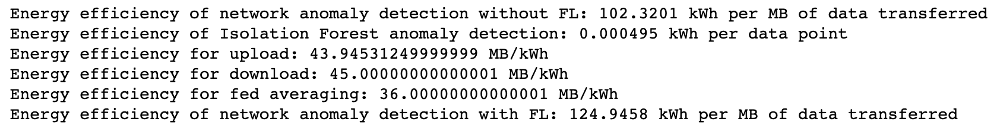 Energy efficiency of network anomaly detection without FL: 102.3201 kWh per MB of data transferred
Energy efficiency of Isolation Forest anomaly detection: 0.000495 kWh per data point
Energy efficiency for upload: 43.94531249999999 MB/kWh
Energy efficiency for download: 45.00000000000001 MB/kWh
Energy efficiency for fed averaging: 36.00000000000001 MB/kWh
Energy efficiency of network anomaly detection with FL: 124.9458 kWh per MB of data transferred